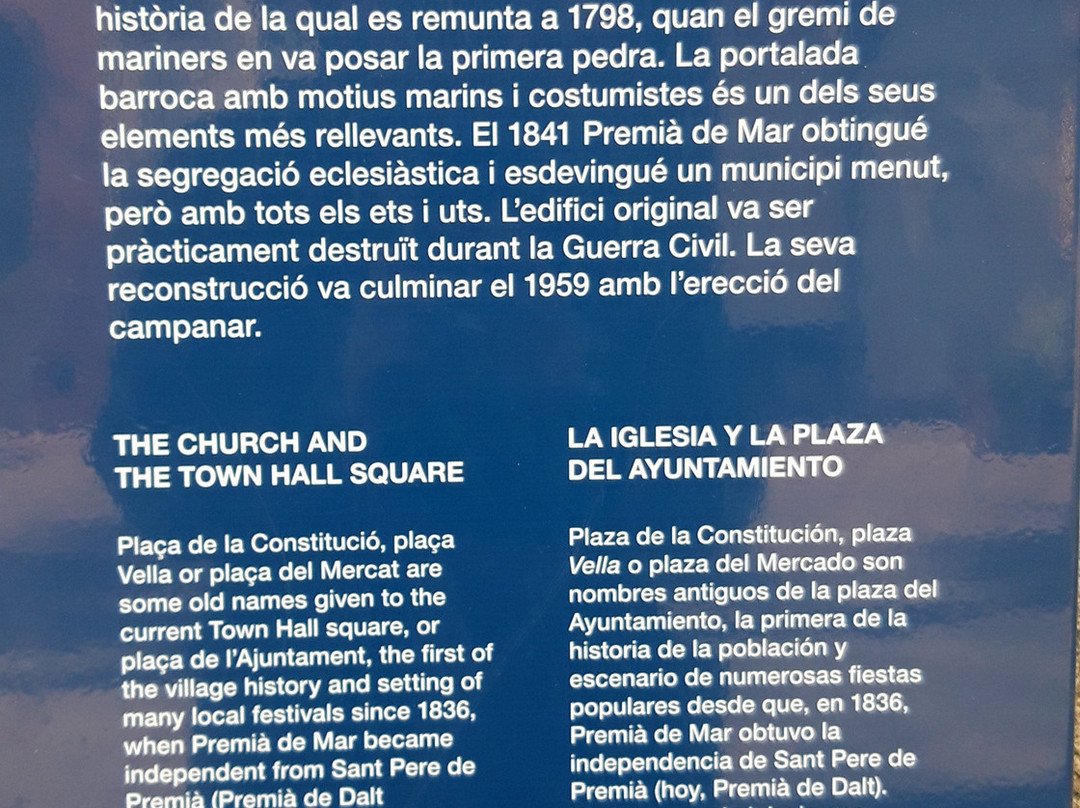 història de la qual es remunta a 1798, quan el gremi de
mariners en va posar la primera pedra. La portalada
barroca amb motius marins i costumistes és un dels seus
elements més rellevants. El 1841 Premià de Mar obtingué
la segregació eclesiàstica i esdevingué un municipi menut,
però amb tots els ets i uts. L’edifici original va ser
pràcticament destruït durant la Guerra Civil. La seva
reconstrucció va culminar el 1959 amb l’erecció del
campanar.
THE CHURCH AND
THE TOWN HALL SQUARE
Plaça de la Constitució, plaça
Vella or plaça del Mercat are
some old names given to the
current Town Hall square, or
plaça de l’Ajuntament, the first of
the village history and setting of
many local festivals since 1836,
when Premià de Mar became
independent from Sant Pere de
Premià (Premià de Dalt
LA IGLESIA Y LA PLAZA
DEL AYUNTAMIENTO
Plaza de la Constitución, plaza
Vella o plaza del Mercado son
nombres antiguos de la plaza del
Ayuntamiento, la primera de la
historia de la población y
escenario de numerosas fiestas
populares desde que, en 1836,
Premià de Mar obtuvo la
independencia de Sant Pere de
Premià (hoy, Premià de Dalt).